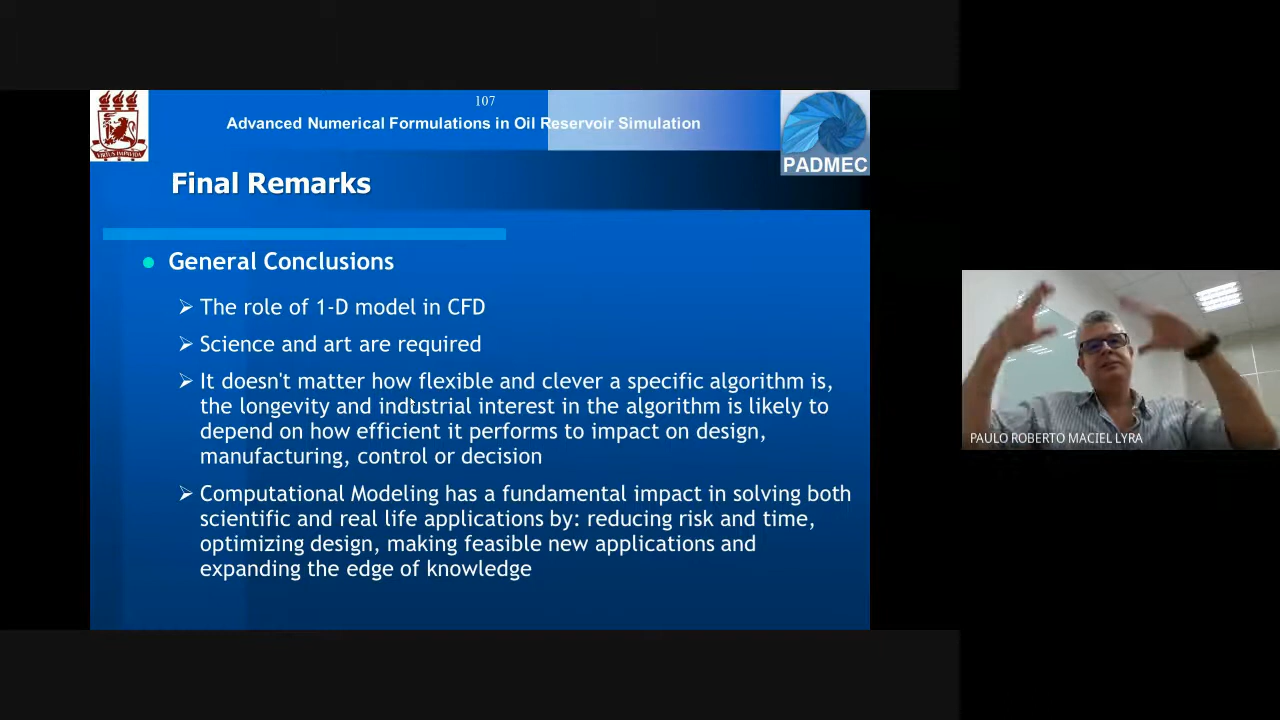 107
Advanced Numerical Formulations in Oil Reservoir Simulation
PADMEC
Final Remarks
General Conclusions
The role of 1-D model in CFD
Science and art are required
It doesn't matter how flexible and clever a specific algorithm is,
the longevity and industrial interest in the algorithm is likely to
depend on how efficient it performs to impact on design,
manufacturing, control or decision
Computational Modeling has a fundamental impact in solving both
scientific and real life applications by: reducing risk and time,
optimizing design, making feasible new applications and
expanding the edge of knowledge
PAULO ROBERTO MACIEL LYRA